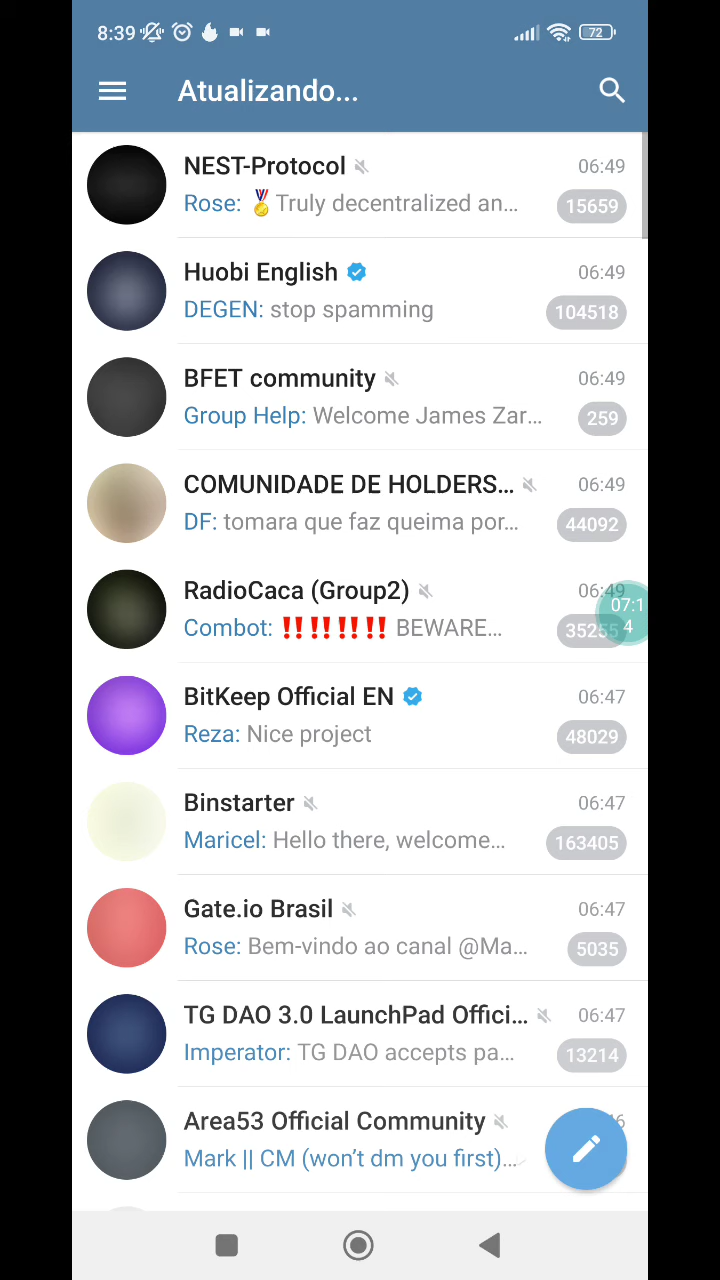 8:39
72
Atualizando...
NEST-Protocol 06:49
Rose: 🏅Truly decentralized an... 15659
Huobi English 06:49
DEGEN: stop spamming 104518
BFET community 06:49
Group Help: Welcome James Zar... 259
COMUNIDADE DE HOLDERS... 06:49
DF: tomara que faz queima por... 44092
RadioCaca (Group2) 06:49
07:1
4
Combot: ‼️‼️‼️‼️ BEWARE... 35255
BitKeep Official EN 06:47
Reza: Nice project 48029
Binstarter 06:47
Maricel: Hello there, welcome... 163405
Gate.io Brasil 06:47
Rose: Bem-vindo ao canal @Ma... 5035
TG DAO 3.0 LaunchPad Offici... 06:47
Imperator: TG DAO accepts pa... 13214
Area53 Official Community
Mark || CM (won't dm you first)...